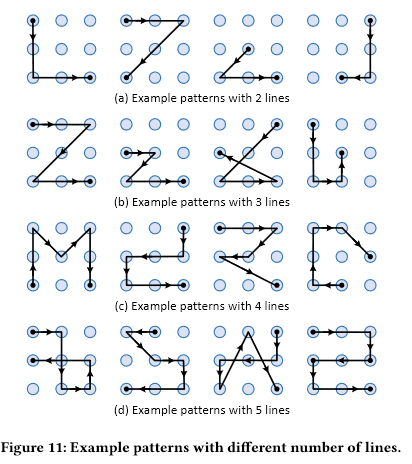 (a) Example patterns with 2 lines
(b) Example patterns with 3 lines
(c) Example patterns with 4 lines
(d) Example patterns with 5 lines
Figure 11: Example patterns with different number of lines.